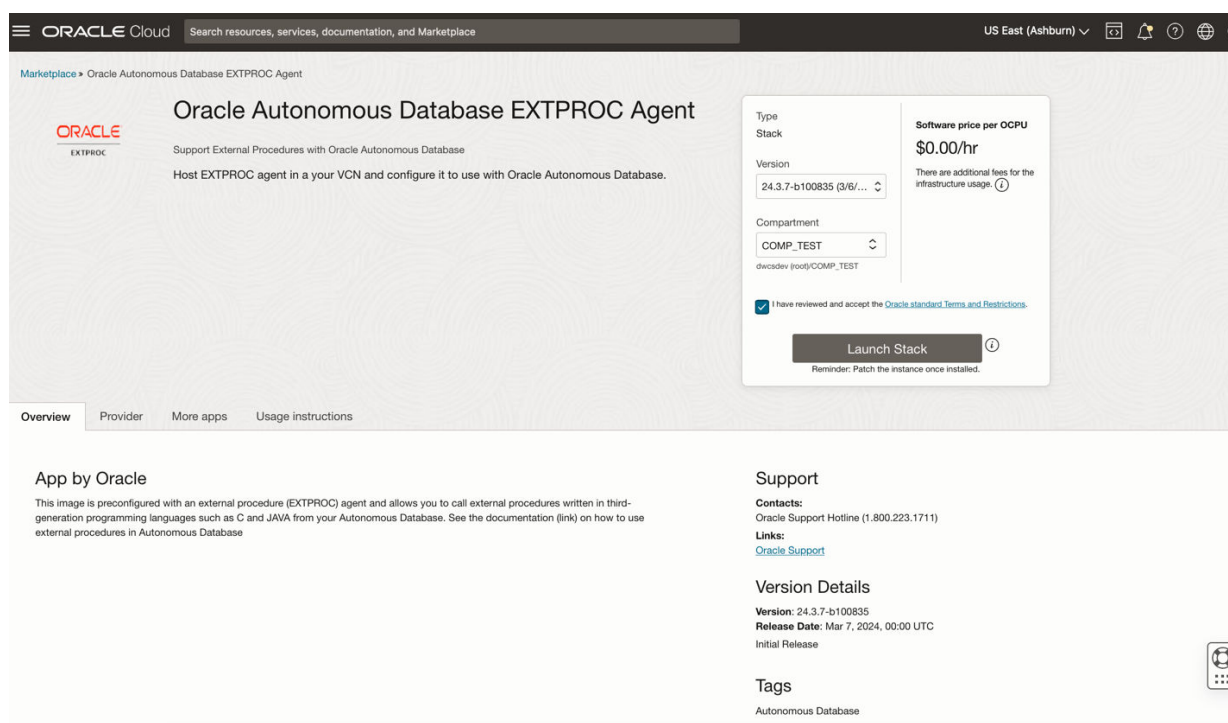 ORACLE Cloud
Search resources, services, documentation, and Marketplace
US East (Ashburn)
Marketplace » Oracle Autonomous Database EXTPROC Agent
ORACLE
EXTPROC
Oracle Autonomous Database EXTPROC Agent
Support External Procedures with Oracle Autonomous Database
Host EXTPROC agent in a your VCN and configure it to use with Oracle Autonomous Database.
Type
Stack
Version
24.3.7-b100835 (3/6/...
Compartment
COMP_TEST
dwcsdev (root)/COMP_TEST
Software price per OCPU
$0.00/hr
There are additional fees for the
infrastructure usage.
I have reviewed and accept the Oracle standard Terms and Restrictions.
Launch Stack
Reminder: Patch the instance once installed.
Overview
Provider
More apps
Usage instructions
App by Oracle
This image is preconfigured with an external procedure (EXTPROC) agent and allows you to call external procedures written in third-
generation programming languages such as C and JAVA from your Autonomous Database. See the documentation (link) on how to use
external procedures in Autonomous Database
Support
Contacts:
Oracle Support Hotline (1.800.223.1711)
Links:
Oracle Support
Version Details
Version: 24.3.7-b100835
Release Date: Mar 7, 2024, 00:00 UTC
Initial Release
Tags
Autonomous Database